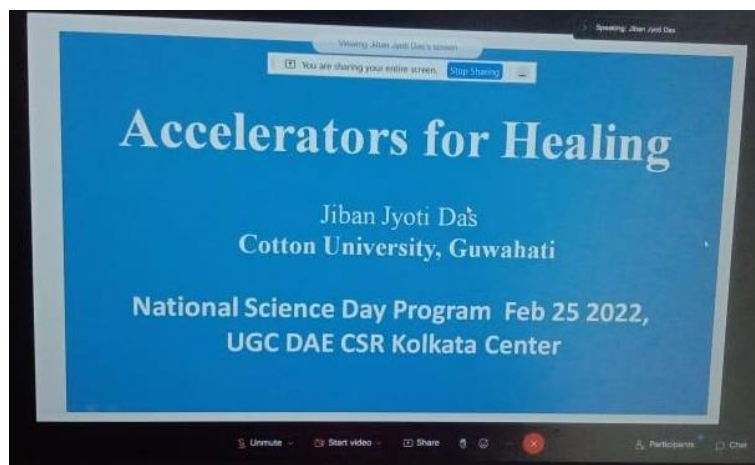 Speaking: Jiban Jyoti Das
Viewing Jiban Jyoti Das's screen
You are sharing your entire screen. Stop Sharing
Accelerators for Healing
Jiban Jyoti Das
Cotton University, Guwahati
National Science Day Program Feb 25 2022,
UGC DAE CSR Kolkata Center
Unmute Start video Share Participants Chat